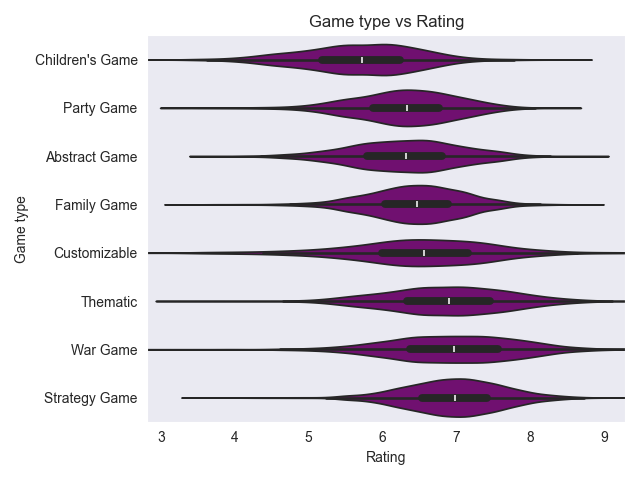 Game type vs Rating
Children's Game
Party Game
Abstract Game
Family Game
Customizable
Thematic
War Game
Strategy Game
Game type
3 4 5 6 7 8 9
Rating